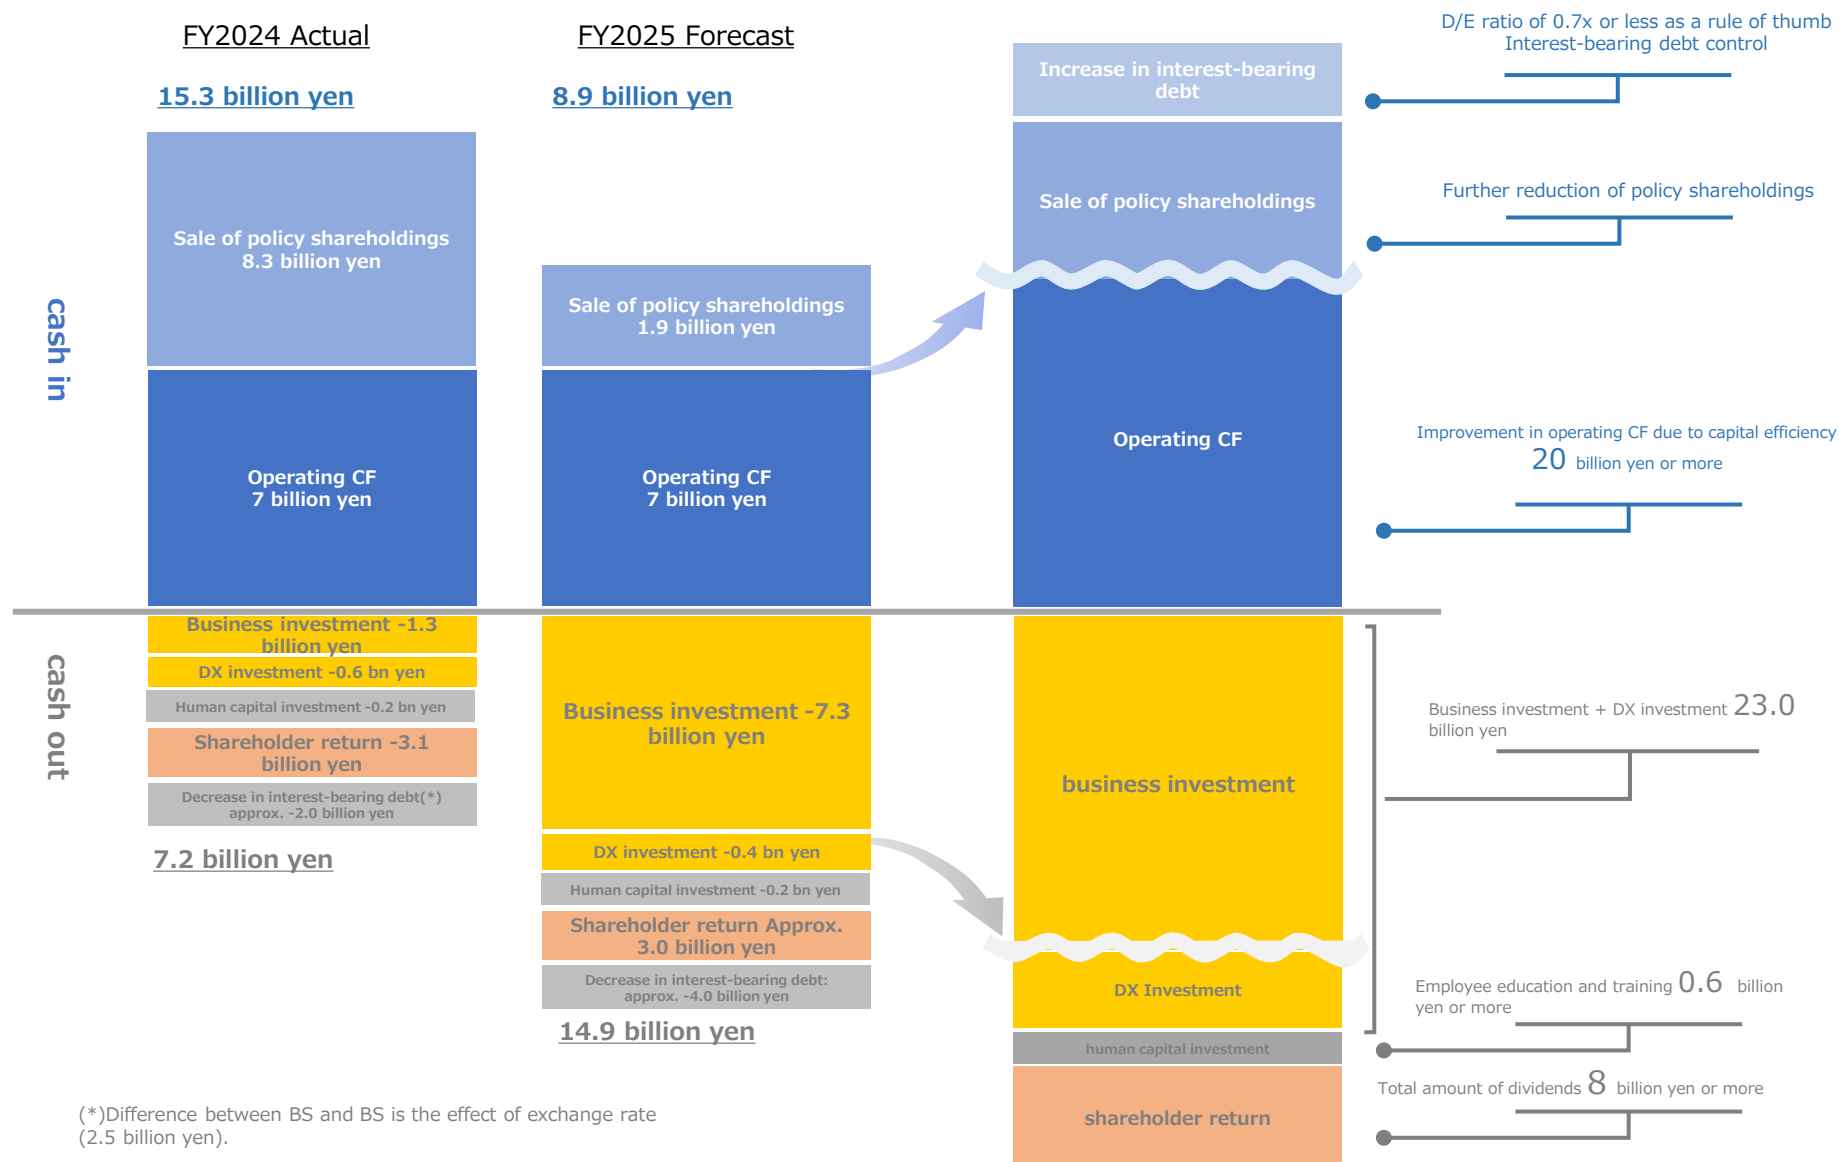 FY2024 Actual
15.3 billion yen
Sale of policy shareholdings
8.3 billion yen
Operating CF
7 billion yen
Business investment -1.3
billion yen
DX investment -0.6 bn yen
Human capital investment -0.2 bn yen
Shareholder return -3.1
billion yen
Decrease in interest-bearing debt(*)
approx. -2.0 billion yen
7.2 billion yen
FY2025 Forecast
8.9 billion yen
Sale of policy shareholdings
1.9 billion yen
Operating CF
7 billion yen
Business investment -7.3
billion yen
DX investment -0.4 bn yen
Human capital investment -0.2 bn yen
Shareholder return Approx.
3.0 billion yen
Decrease in interest-bearing debt:
approx. -4.0 billion yen
14.9 billion yen
Increase in interest-bearing
debt
Sale of policy shareholdings
Operating CF
business investment
DX Investment
human capital investment
shareholder return
D/E ratio of 0.7x or less as a rule of thumb
Interest-bearing debt control
Further reduction of policy shareholdings
Improvement in operating CF due to capital efficiency
20 billion yen or more
Business investment + DX investment 23.0
billion yen
Employee education and training 0.6 billion
yen or more
Total amount of dividends 8 billion yen or more
cash in
cash out
(*)Difference between BS and BS is the effect of exchange rate
(2.5 billion yen).